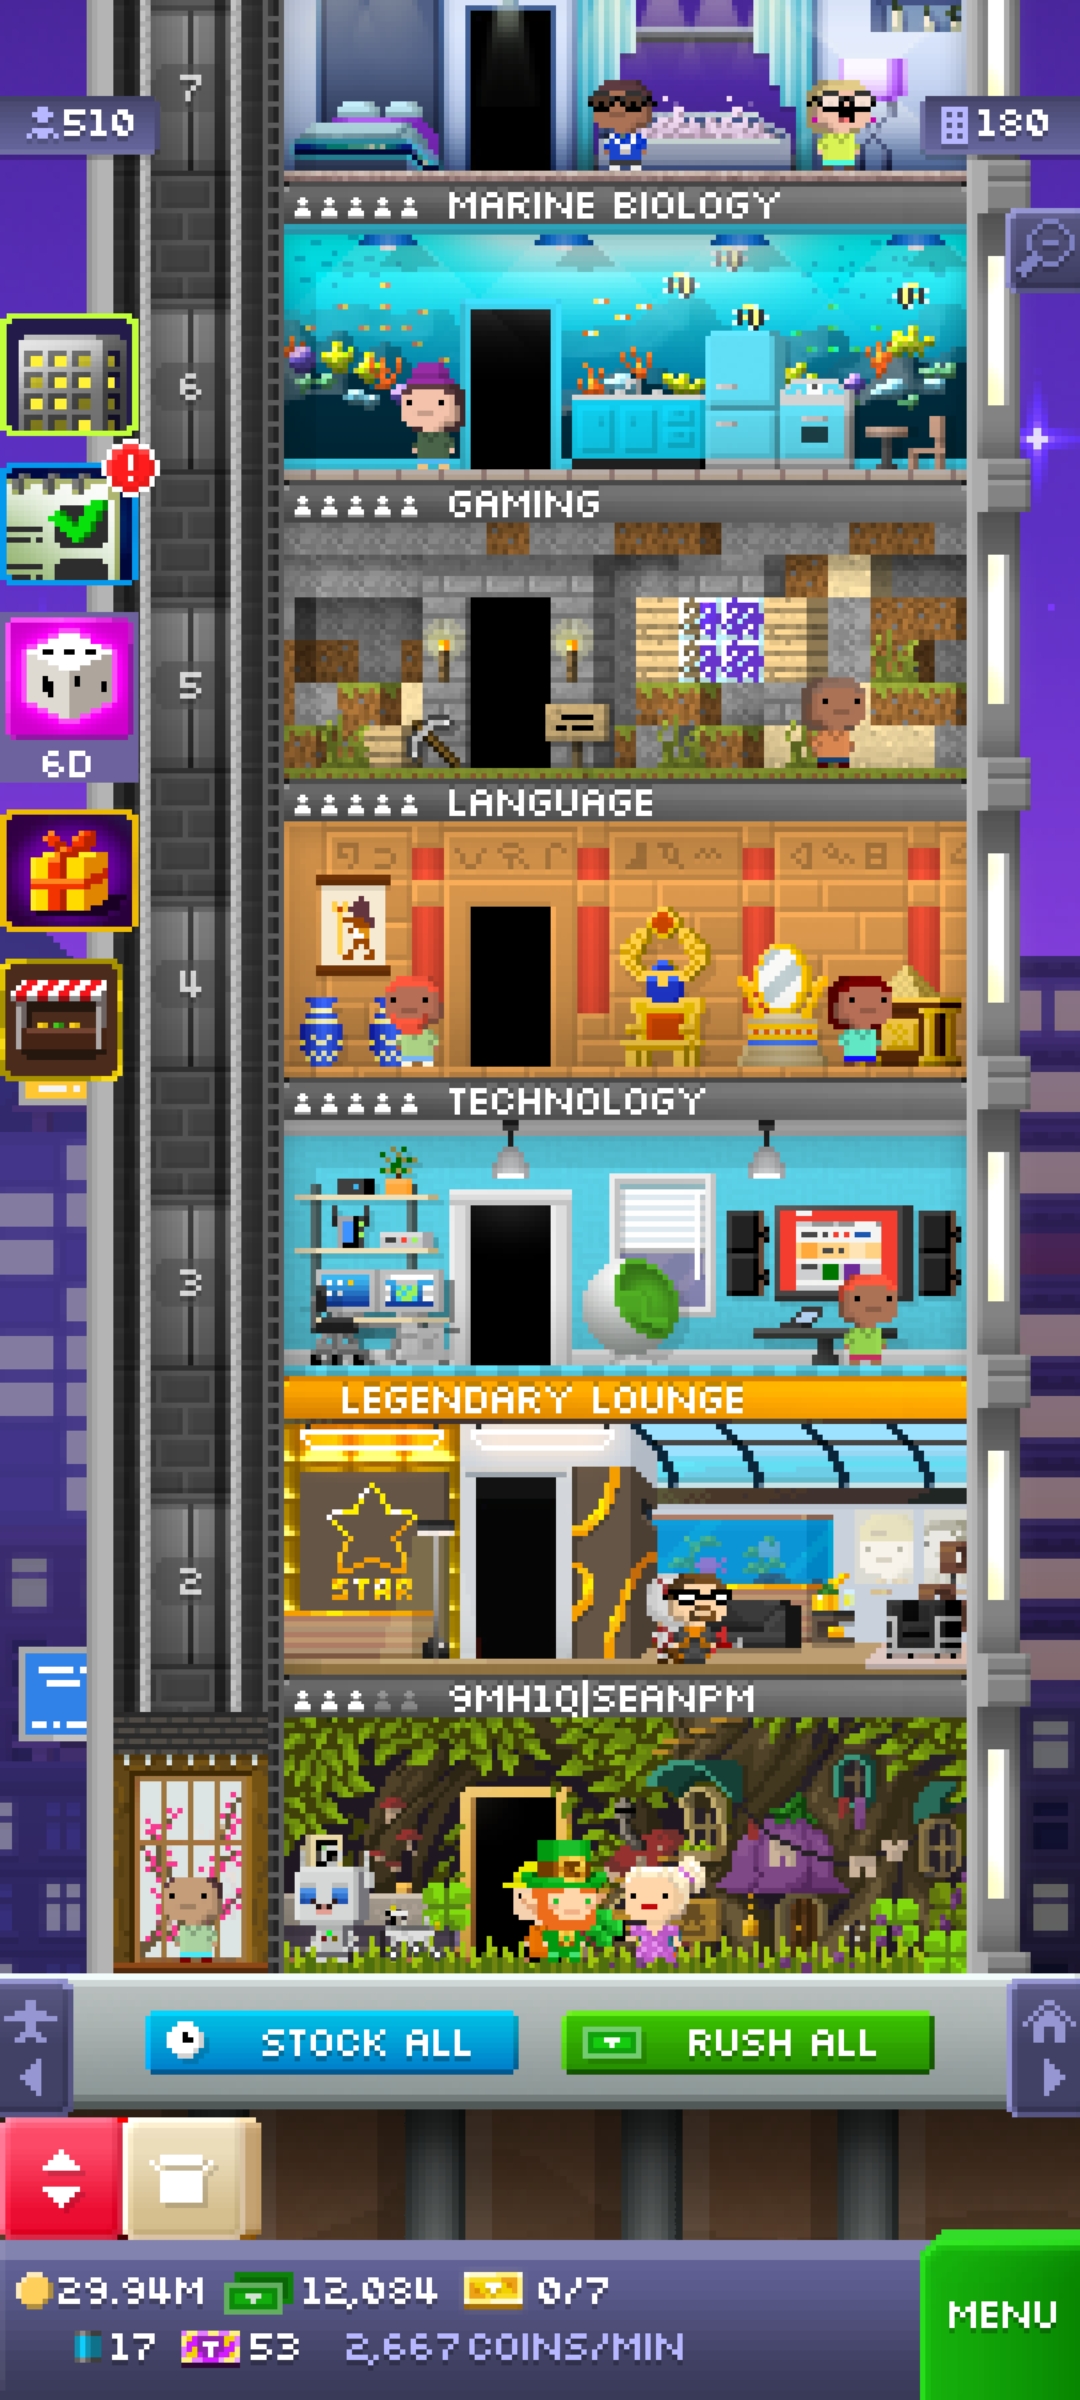 7
510
180
MARINE BIOLOGY
6
GAMING
5
6D
LANGUAGE
4
TECHNOLOGY
3
LEGENDARY LOUNGE
STAR
2
9MH1Q|SEANPM
STOCK ALL
RUSH ALL
29.94M
12,084
0/7
17
53
2,667 COINS/MIN
MENU